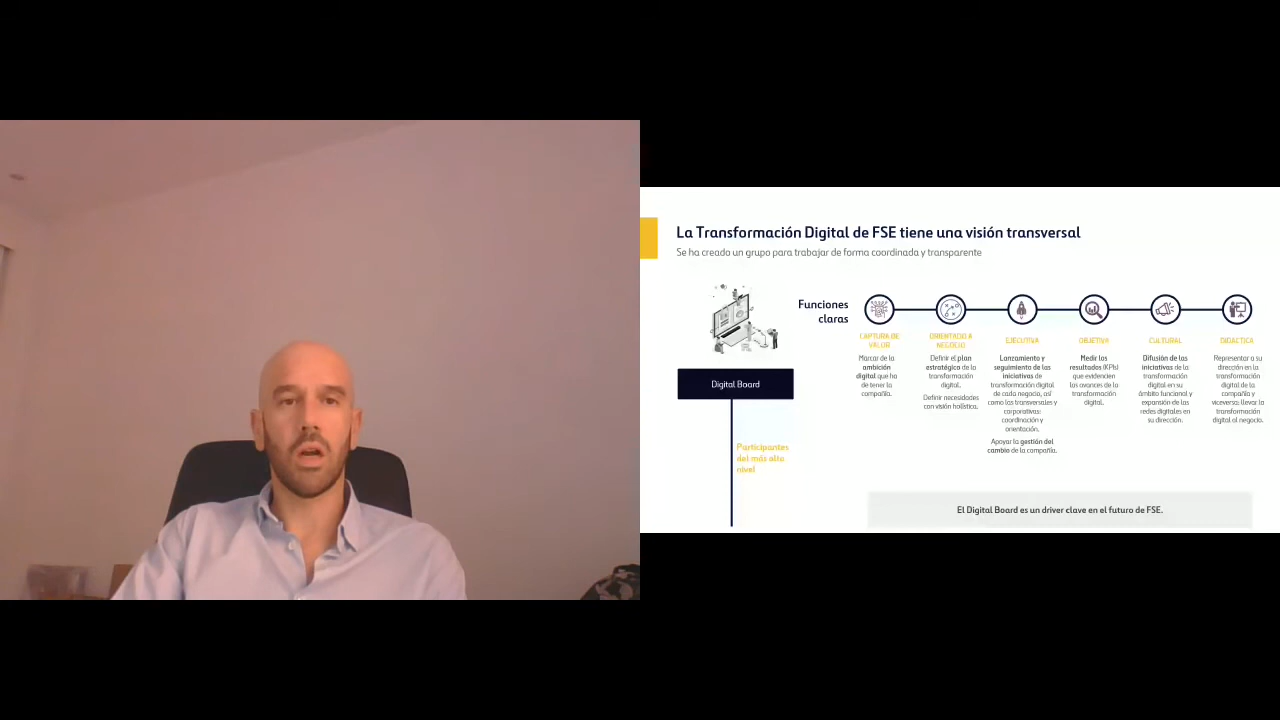 La Transformación Digital de FSE tiene una visión transversal
Se ha creado un grupo para trabajar de forma coordinada y transparente
Funciones
claras
Digital Board
Participantes
del más alto
nivel
CAPTURA DE
VALOR
Marcar de la
ambición
digital que ha
de tener la
compañía.
ORIENTADO A
NEGOCIO
Definir el plan
estratégico de la
transformación
digital.
Definir necesidades
con visión holística.
EJECUTIVA
Lanzamiento y
seguimiento de las
iniciativas de
transformación digital
de cada negocio, así
como las transversales y
corporativas:
coordinación y
orientación.
Apoyar la gestión del
cambio de la compañía.
OBJETIVA
Medir los
resultados (KPIs)
que evidencien
los avances de la
transformación
digital.
CULTURAL
Difusión de las
iniciativas de la
transformación
digital en su
ámbito funcional y
expansión de las
redes digitales en
su dirección.
DIDÁCTICA
Representar a su
dirección en la
transformación
digital de la
compañía y
viceversa: llevar la
transformación
digital al negocio.
El Digital Board es un driver clave en el futuro de FSE.